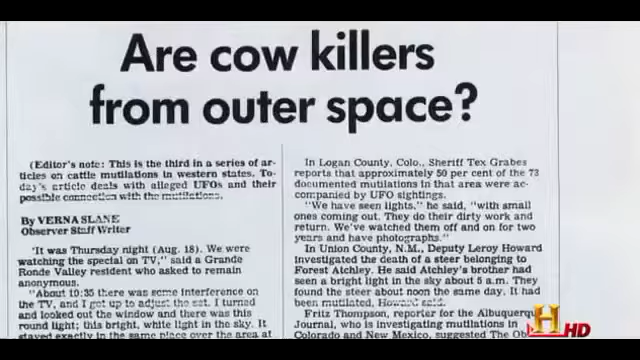 Are cow killers
from outer space?
(Editor's note: This is the third in a series of ar-
ticles on cattle mutilations in western states. To-
day's article deals with alleged UFOs and their
possible connection with the mutilations.
By VERNA SLANE
Observer Staff Writer
"It was Thursday night (Aug. 18). We were
watching the special on TV," said a Grande
Ronde Valley resident who asked to remain
anonymous.
"About 10:35 there was some interference on
the TV, and I got up to adjust the set. I turned
and looked out the window and there was this
round light; this bright, white light in the sky. It
stayed exactly in the same place over the area at
In Logan County, Colo., Sheriff Tex Grabes
reports that approximately 50 per cent of the 73
documented mutilations in that area were ac-
companied by UFO sightings.
"We have seen lights," he said, "with small
ones coming out. They do their dirty work and
return. We've watched them off and on for two
years and have photographs."
In Union County, N.M., Deputy Leroy Howard
investigated the death of a steer belonging to
Forest Atchley. He said Atchley's brother had
seen a bright light in the sky about 5 a.m. They
found the steer about noon the same day. It had
been mutilated, Howard said.
Fritz Thompson, reporter for the Albuquerq
Journal, who is investigating mutilations in
Colorado and New Mexico, suggested The Ob
H HD